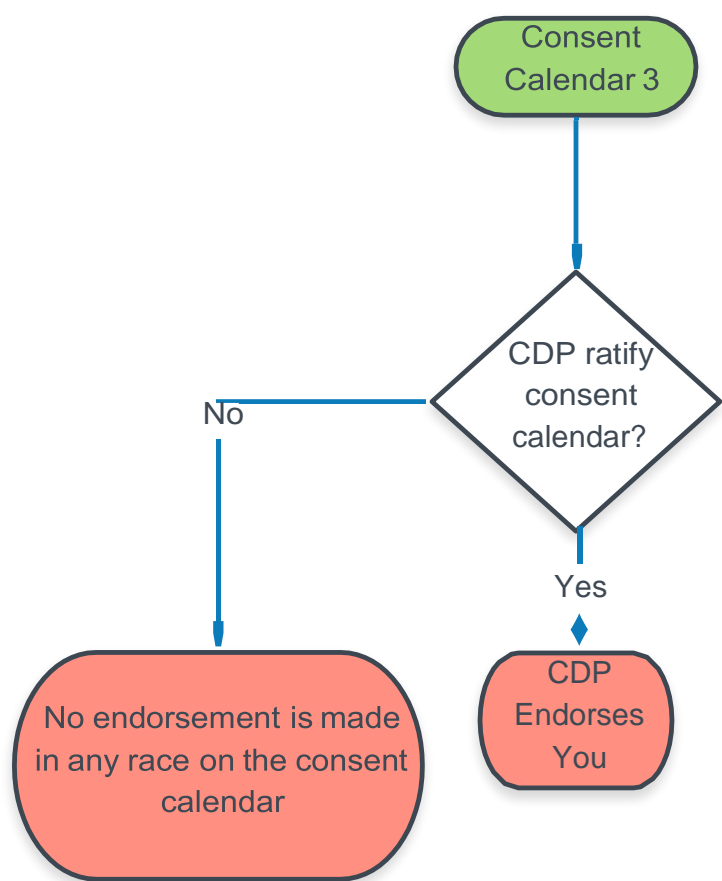 Consent
Calendar 3
CDP ratify
consent
calendar?
No
Yes
No endorsement is made
in any race on the consent
calendar
CDP
Endorses
You